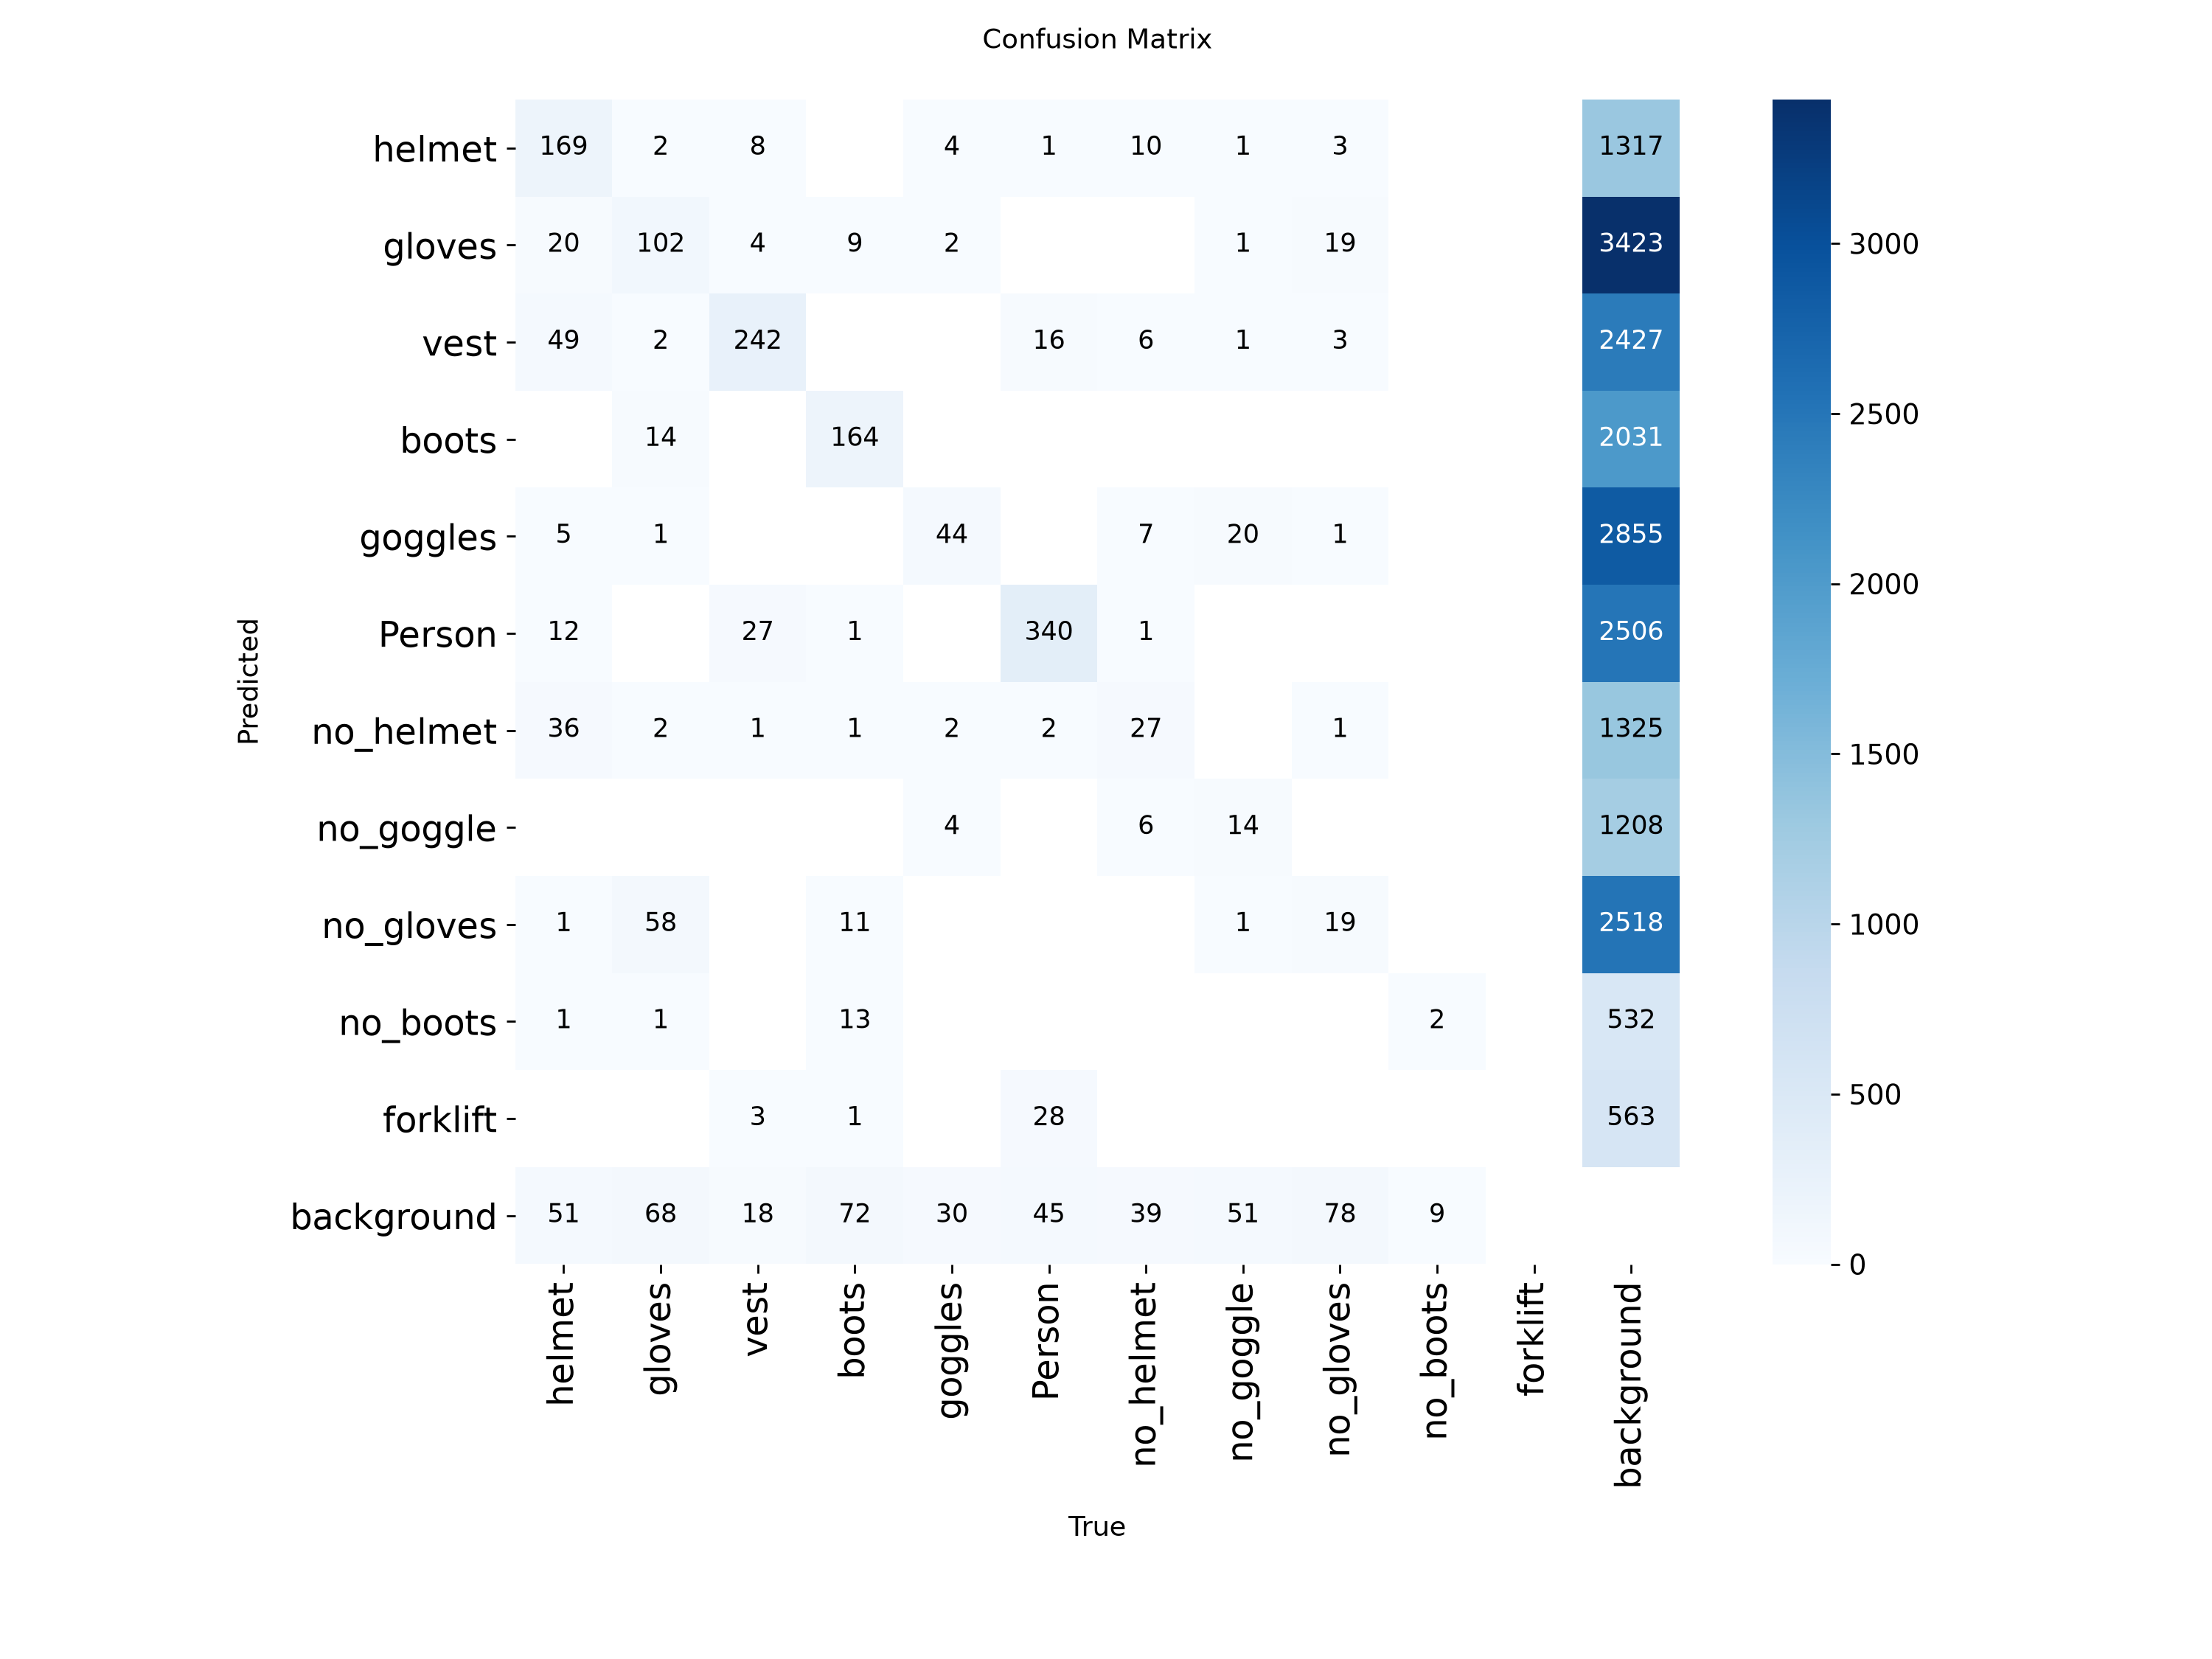 Confusion Matrix
helmet 169 2 8 4 1 10 1 3 1317
gloves 20 102 4 9 2 1 19 3423
3000
vest 49 2 242 16 6 1 3 2427
2500
boots 14 164 2031
goggles 5 1 44 7 20 1 2855
2000
Person 12 27 1 340 1 2506
Predicted
no_helmet 36 2 1 1 2 2 27 1 1325
1500
no_goggle 4 6 14 1208
no_gloves 1 58 11 1 19 2518
1000
no_boots 1 1 13 2 532
500
forklift 3 1 28 563
background 51 68 18 72 30 45 39 51 78 9
0
helmet gloves vest boots goggles Person no_helmet no_goggle no_gloves no_boots forklift background
True